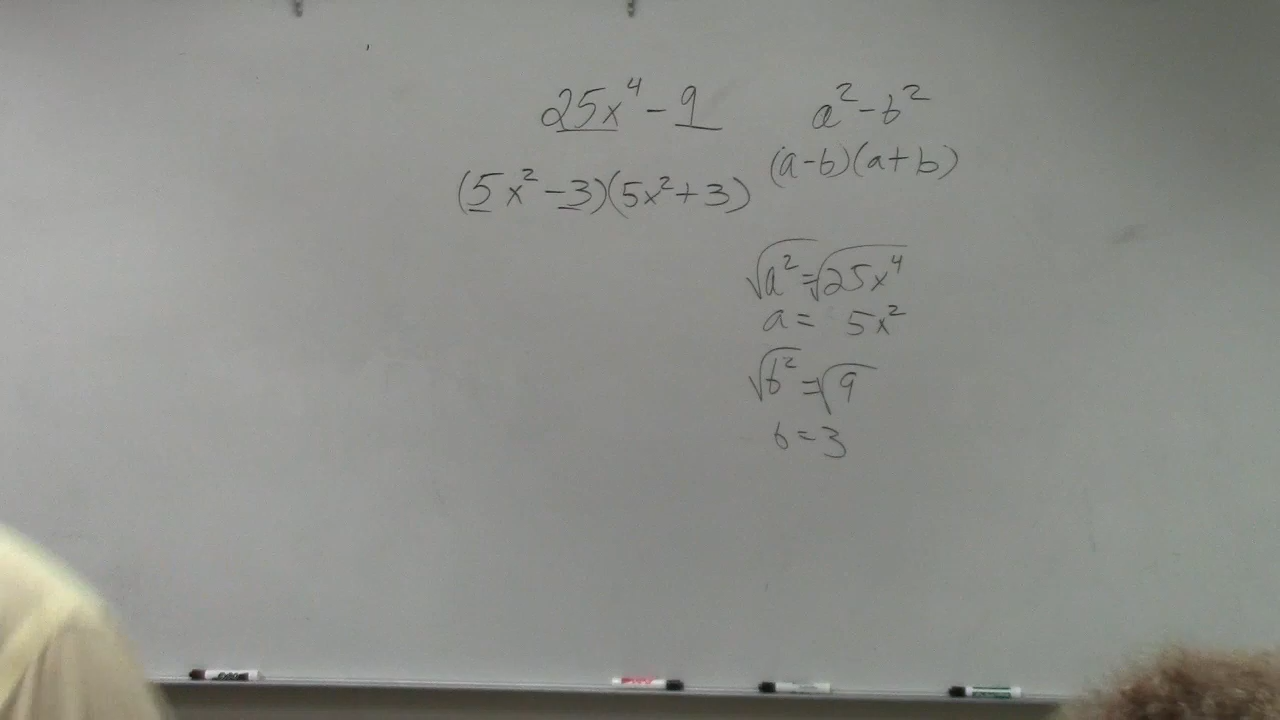 25x⁴ - 9
(5x² - 3)(5x² + 3)
a² - b²
(a - b)(a + b)
√a² = √25x⁴
a = 5x²
√b² = √9
b = 3